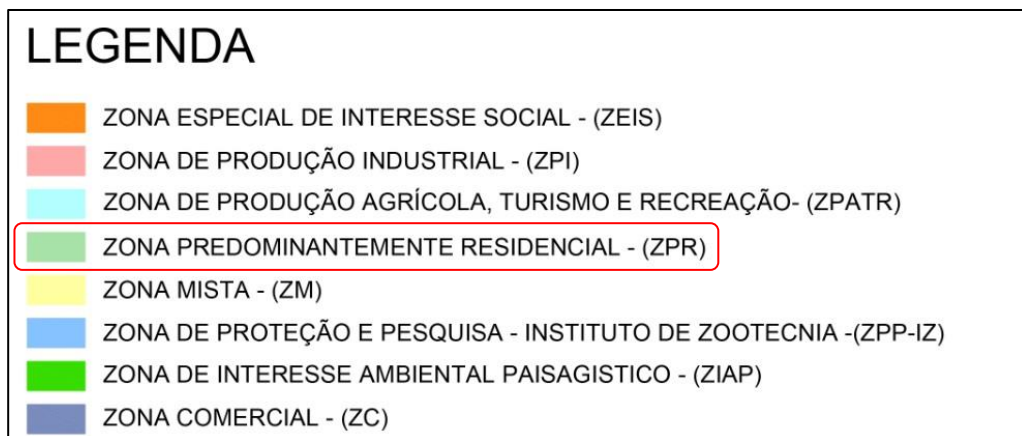 LEGENDA
ZONA ESPECIAL DE INTERESSE SOCIAL - (ZEIS)
ZONA DE PRODUÇÃO INDUSTRIAL - (ZPI)
ZONA DE PRODUÇÃO AGRÍCOLA, TURISMO E RECREAÇÃO- (ZPATR)
ZONA PREDOMINANTEMENTE RESIDENCIAL - (ZPR)
ZONA MISTA - (ZM)
ZONA DE PROTEÇÃO E PESQUISA - INSTITUTO DE ZOOTECNIA -(ZPP-IZ)
ZONA DE INTERESSE AMBIENTAL PAISAGISTICO - (ZIAP)
ZONA COMERCIAL - (ZC)